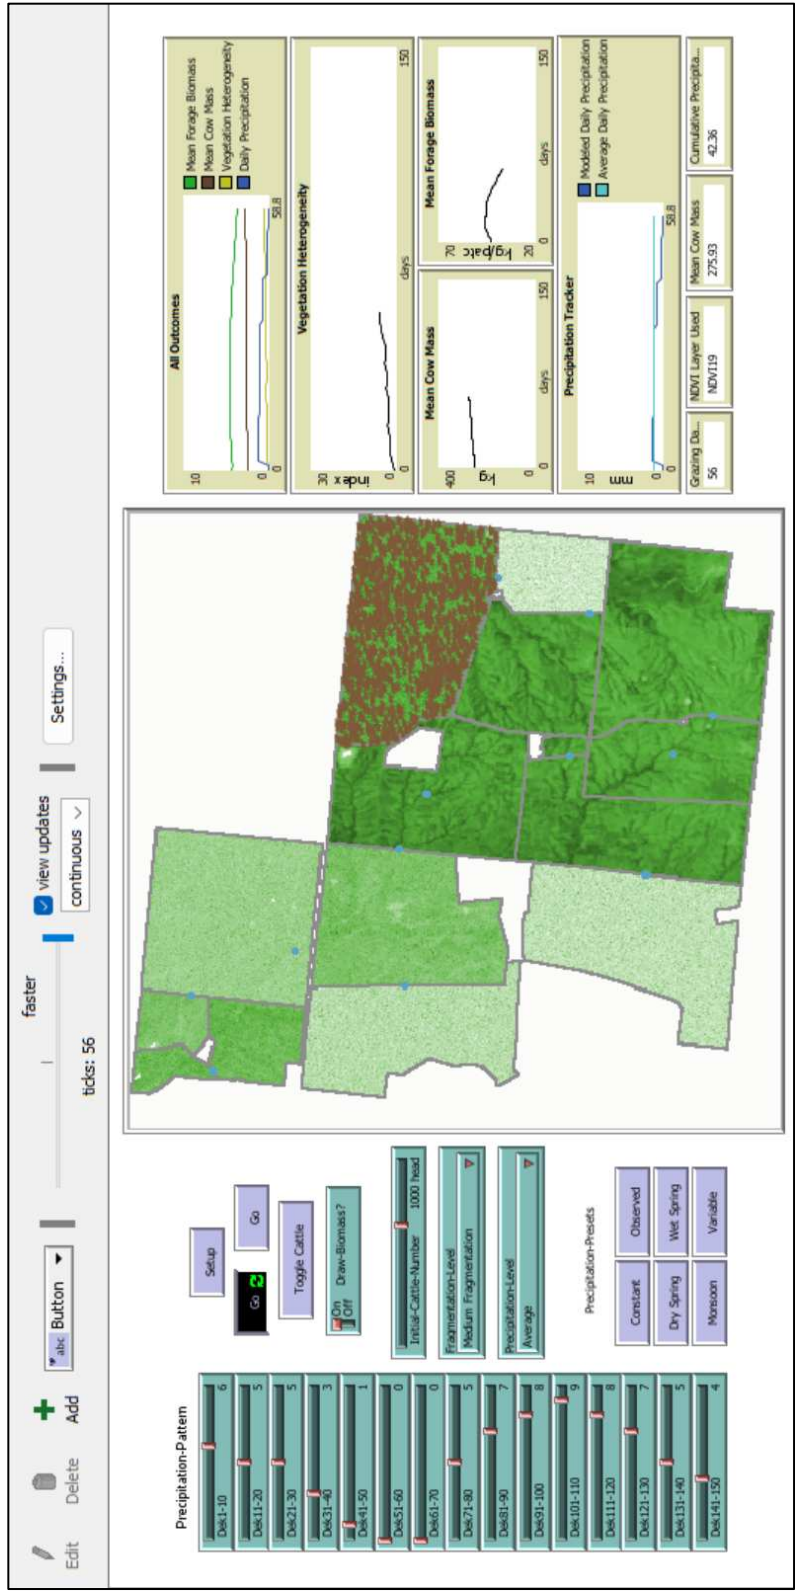 Edit
Delete
Add
abc Button
faster
ticks: 56
view updates
continuous
Settings...
Precipitation-Pattern
Dek1-10 6
Dek11-20 5
Dek21-30 5
Dek31-40 3
Dek41-50 1
Dek51-60 0
Dek61-70 0
Dek71-80 5
Dek81-90 7
Dek91-100 8
Dek101-110 9
Dek111-120 8
Dek121-130 7
Dek131-140 5
Dek141-150 4
Setup
Go
Go
Toggle Cattle
On
Off
Draw-Biomass?
Initial-Cattle-Number 1000 head
Fragmentation-Level
Medium Fragmentation
Precipitation-Level
Average
Precipitation-Presets
Constant
Observed
Dry Spring
Wet Spring
Monsoon
Variable
All Outcomes
10
0
0
58.8
Mean Forage Biomass
Mean Cow Mass
Vegetation Heterogeneity
Daily Precipitation
Vegetation Heterogeneity
30
index
0
0
days
150
Mean Cow Mass
400
kg
0
0
days
150
Mean Forage Biomass
70
kg/patc
20
0
days
150
Precipitation Tracker
10
mm
0
0
58.8
Modeled Daily Precipitation
Average Daily Precipitation
Grazing Da...
56
NDVI Layer Used
NDVI19
Mean Cow Mass
275.93
Cumulative Precipita...
42.36